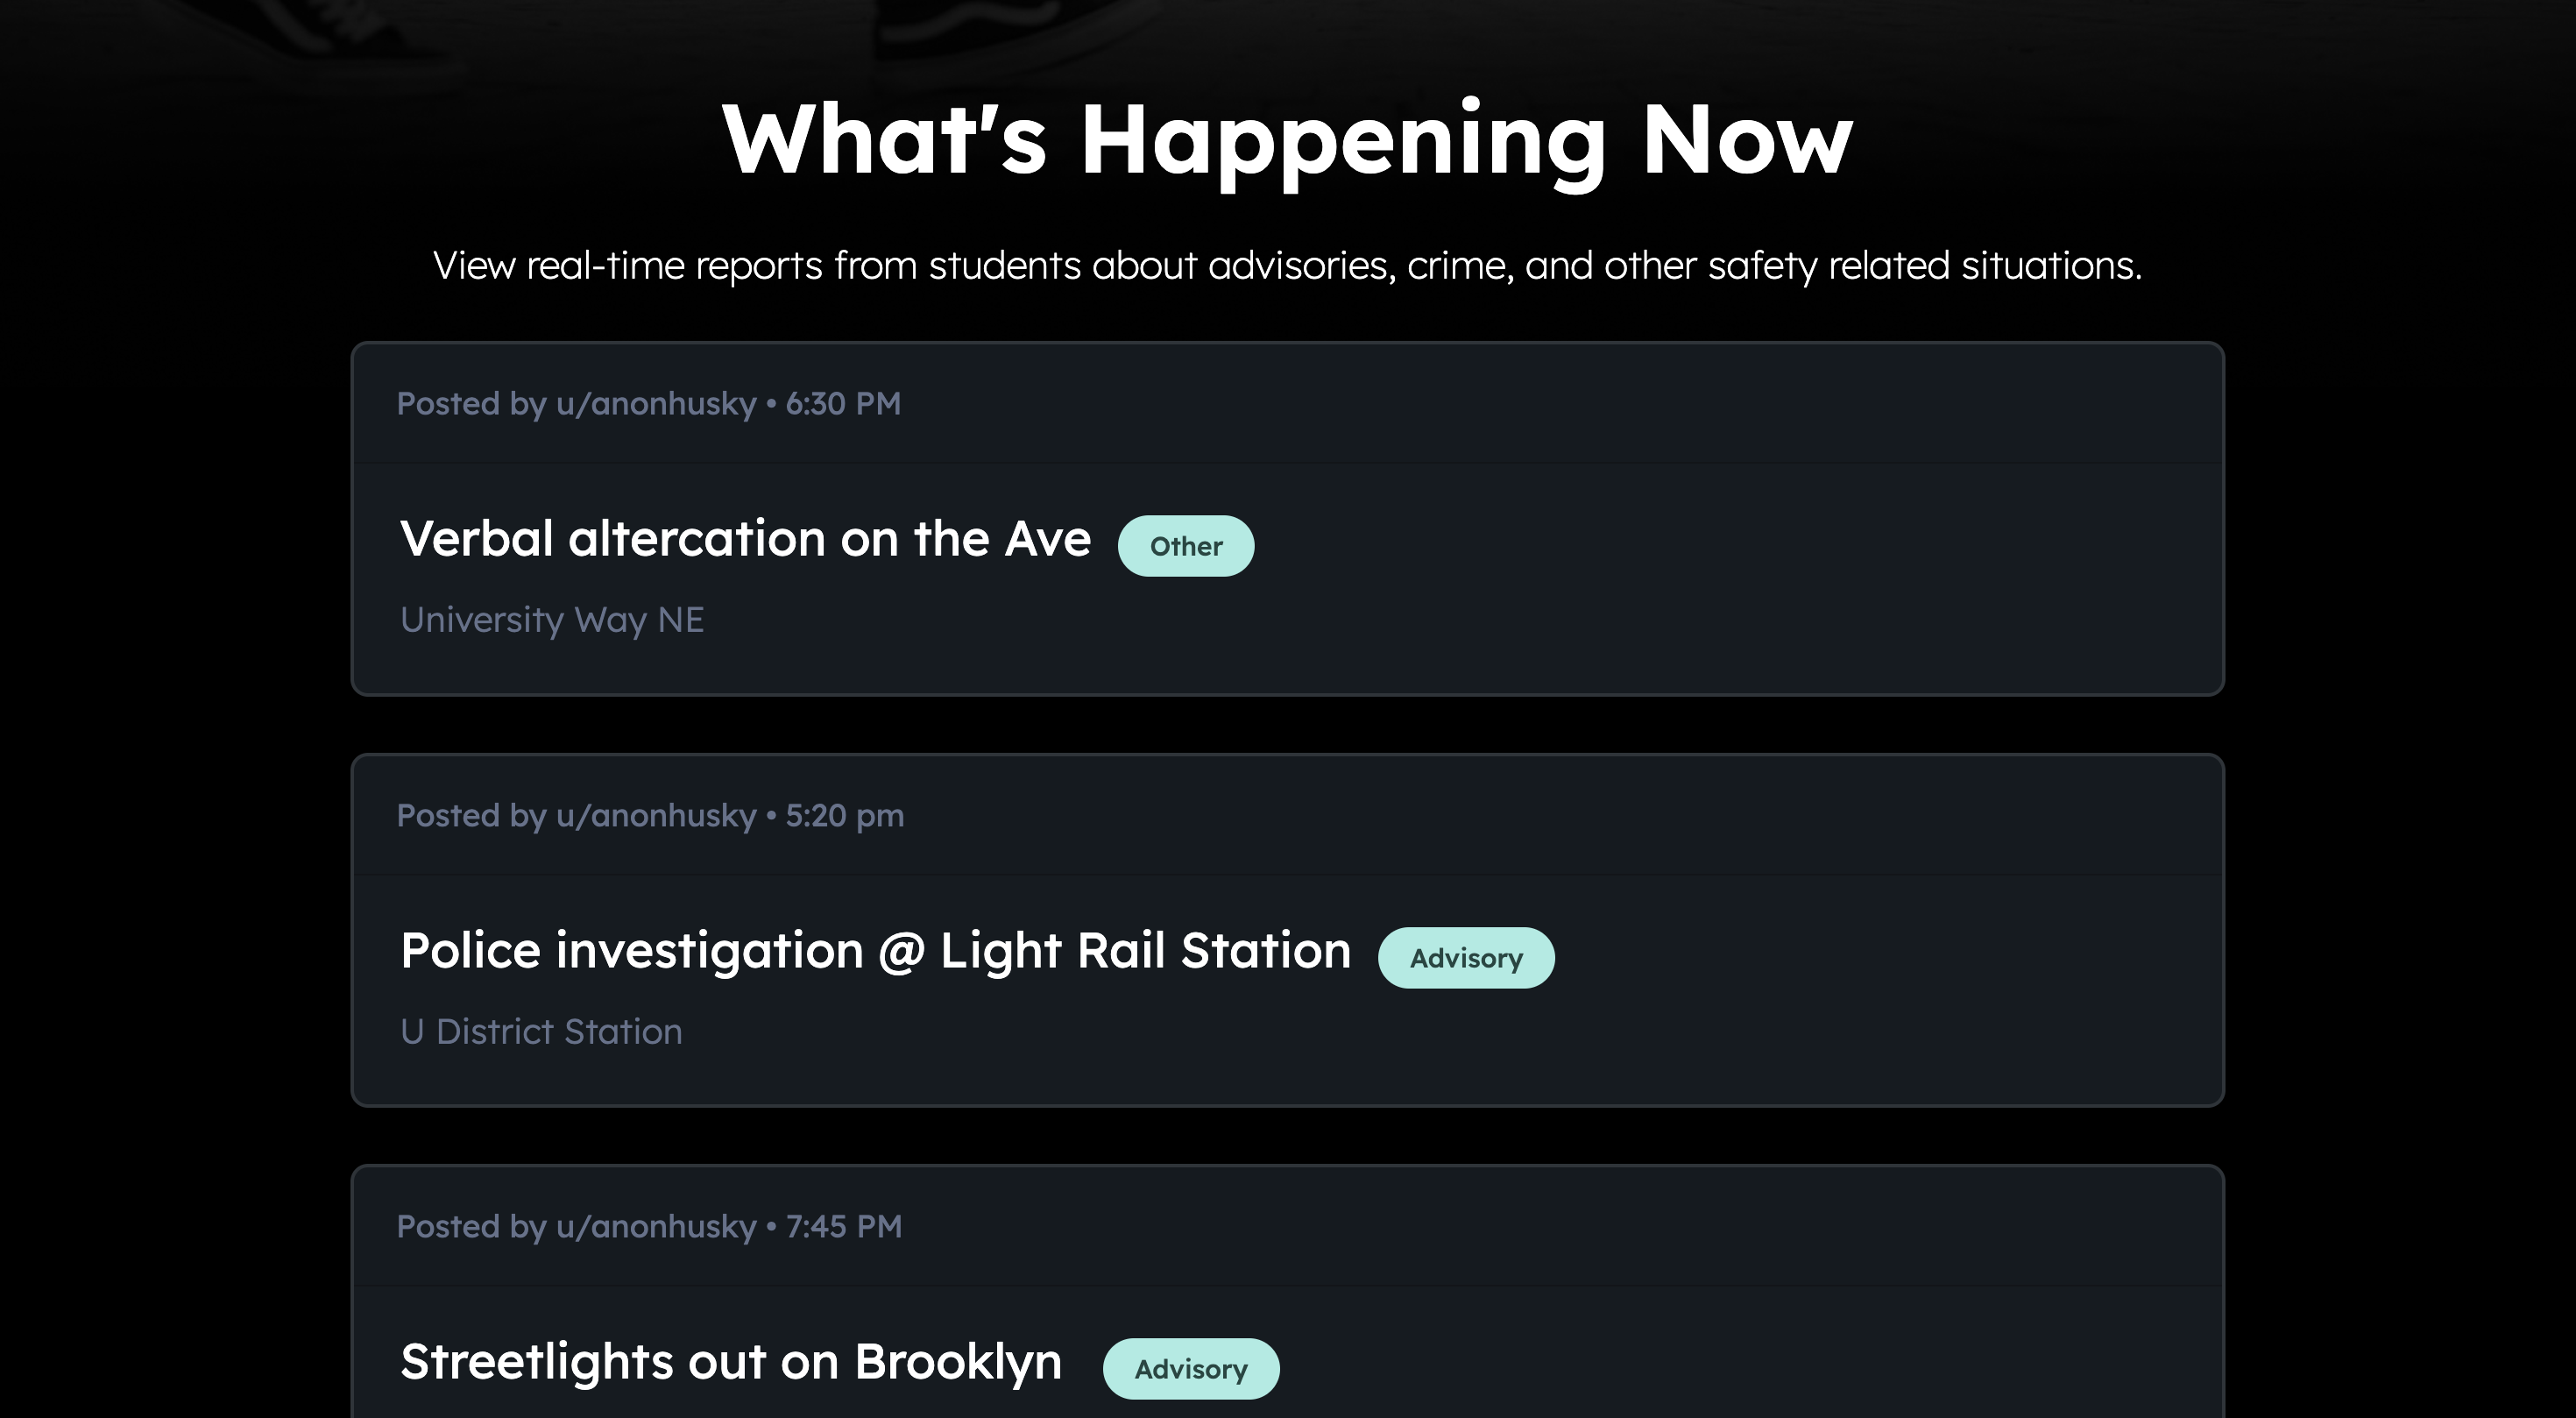 What's Happening Now
View real-time reports from students about advisories, crime, and other safety related situations.
Posted by u/anonhusky • 6:30 PM
Verbal altercation on the Ave Other
University Way NE
Posted by u/anonhusky • 5:20 pm
Police investigation @ Light Rail Station Advisory
U District Station
Posted by u/anonhusky • 7:45 PM
Streetlights out on Brooklyn Advisory